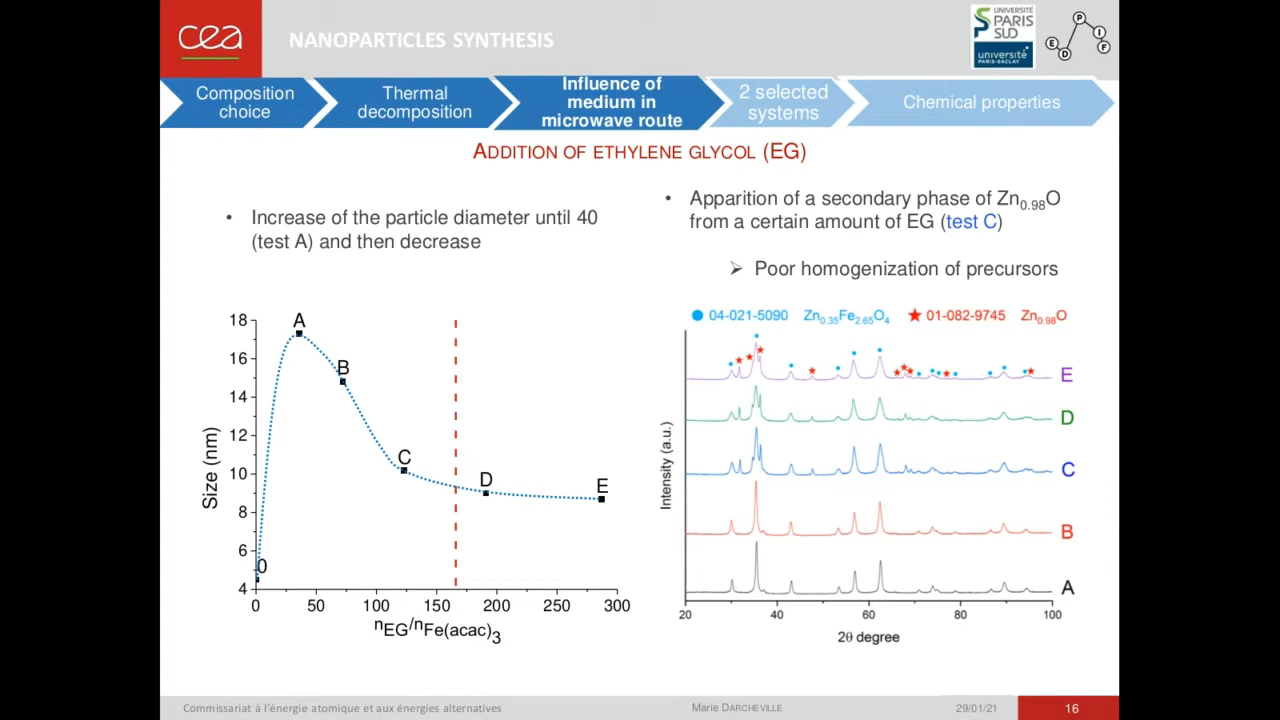 cea
NANOPARTICLES SYNTHESIS
UNIVERSITÉ
PARIS
SUD
université
PARIS-SACLAY
E D P I F
Composition
choice
Thermal
decomposition
Influence of
medium in
microwave route
2 selected
systems
Chemical properties
ADDITION OF ETHYLENE GLYCOL (EG)
• Increase of the particle diameter until 40
(test A) and then decrease
• Apparition of a secondary phase of Zn0.98O
from a certain amount of EG (test C)
➢ Poor homogenization of precursors
18
16
14
12
10
8
6
4
Size (nm)
0
A
B
C
D
E
0 50 100 150 200 250 300
nEG/nFe(acac)3
04-021-5090 Zn0.35Fe2.65O4 ★ 01-082-9745 Zn0.98O
E
D
C
B
A
Intensity (a.u.)
20 40 60 80 100
2θ degree
Commissariat à l'énergie atomique et aux énergies alternatives
Marie DARCHEVILLE
29/01/21
16